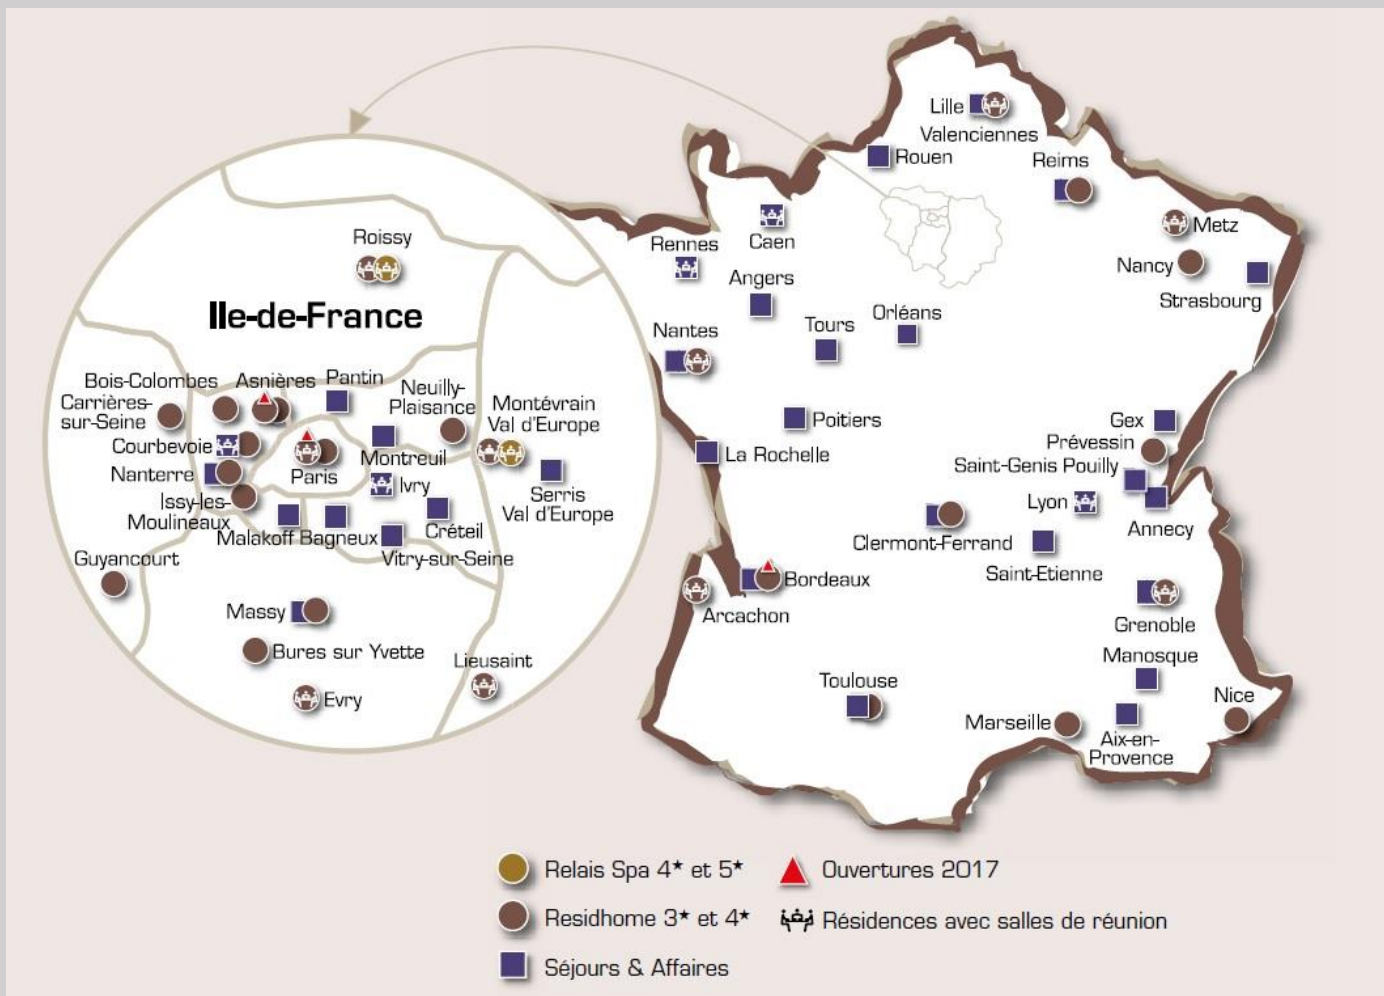 Lille
Valenciennes
Rouen
Reims
Metz
Nancy
Strasbourg
Caen
Rennes
Angers
Nantes
Tours
Orléans
Poitiers
La Rochelle
Gex
Prévessin
Saint-Genis Pouilly
Lyon
Annecy
Clermont-Ferrand
Saint-Etienne
Bordeaux
Arcachon
Grenoble
Manosque
Toulouse
Marseille
Aix-en-
Provence
Nice
Roissy
Ile-de-France
Bois-Colombes
Asnières
Pantin
Neuilly-
Plaisance
Montévrain
Val d'Europe
Carrières-
sur-Seine
Courbevoie
Nanterre
Paris
Montreuil
Ivry
Serris
Val d'Europe
Issy-les-
Moulineaux
Malakoff
Bagneux
Créteil
Vitry-sur-Seine
Guyancourt
Massy
Bures sur Yvette
Lieusaint
Evry
Relais Spa 4★ et 5★
Ouvertures 2017
Residhome 3★ et 4★
Résidences avec salles de réunion
Séjours & Affaires